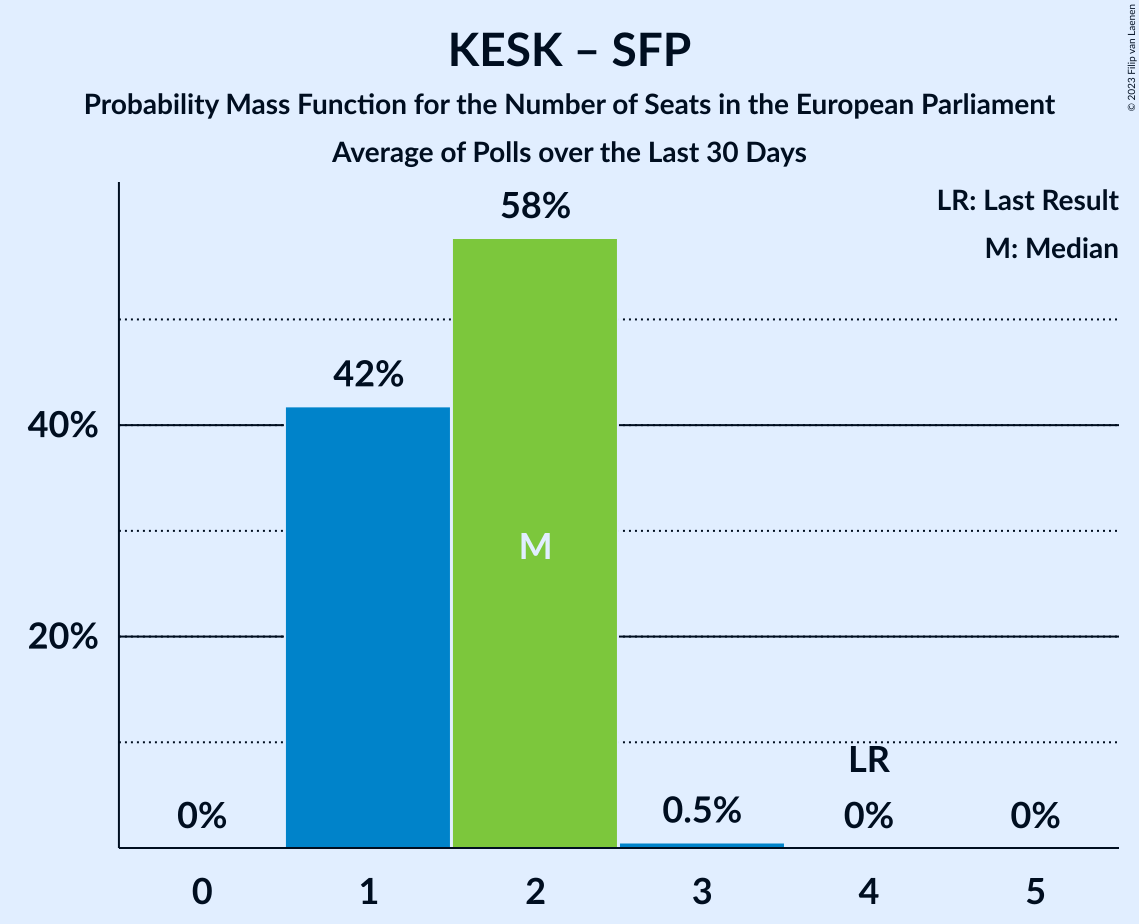 KESK – SFP
Probability Mass Function for the Number of Seats in the European Parliament
Average of Polls over the Last 30 Days
© 2023 Filip van Laenen
LR: Last Result
M: Median
58%
42%
40%
M
20%
LR
0%
0.5%
0%
0%
0
1
2
3
4
5